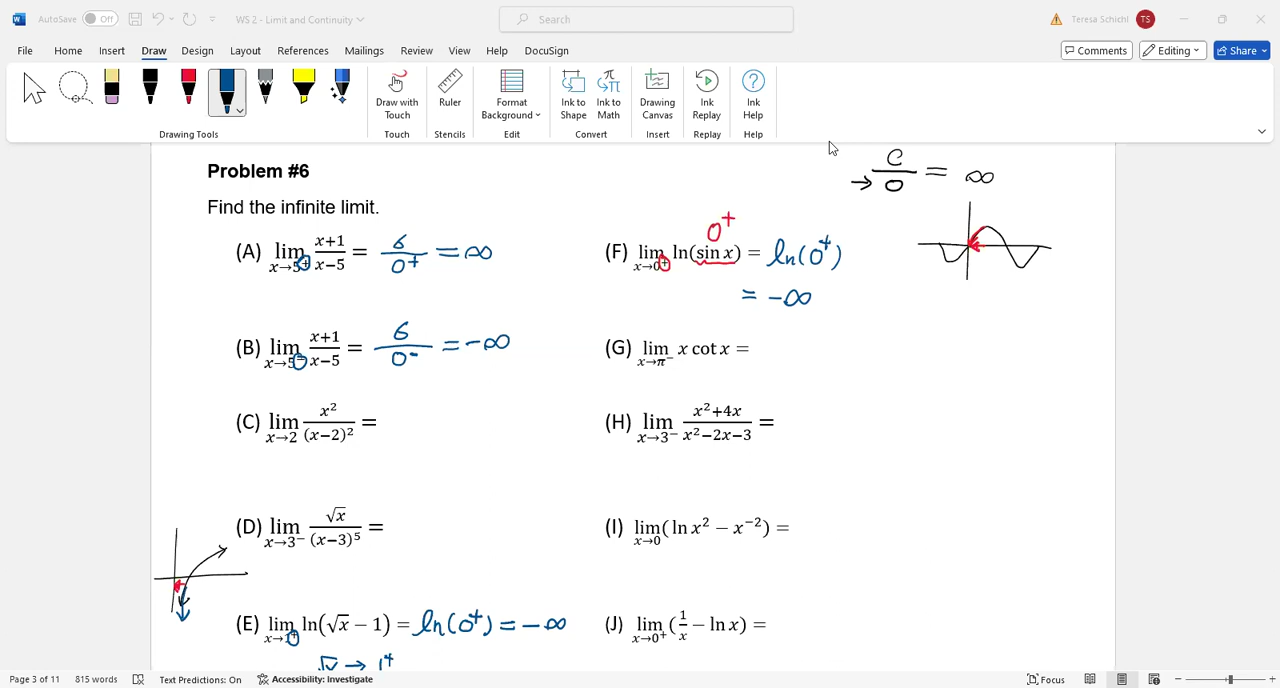 AutoSave Off WS 2 - Limit and Continuity Search Teresa Schichl TS
File Home Insert Draw Design Layout References Mailings Review View Help DocuSign Comments Editing Share
Draw with Touch Ruler Format Background Ink to Shape Ink to Math Drawing Canvas Ink Replay Ink Help
Drawing Tools Touch Stencils Edit Convert Insert Replay Help
Problem #6
→ c/0 = ∞
Find the infinite limit.
(A) lim x→5⁺ (x+1)/(x−5) = 6/0⁺ = ∞
(F) lim x→0⁺ ln(sin x) = ln(0⁺)
0⁺
= −∞
(B) lim x→5⁻ (x+1)/(x−5) = 6/0⁻ = −∞
(G) lim x→π⁻ x cot x =
(C) lim x→2 x²/(x−2)² =
(H) lim x→3⁻ (x²+4x)/(x²−2x−3) =
(D) lim x→3⁻ √x/(x−3)⁵ =
(I) lim x→0 (ln x² − x⁻²) =
(E) lim x→1⁺ ln(√x − 1) = ln(0⁺) = −∞
(J) lim x→0⁺ (1/x − ln x) =
√x → 1⁺
Page 3 of 11 815 words Text Predictions: On Accessibility: Investigate Focus